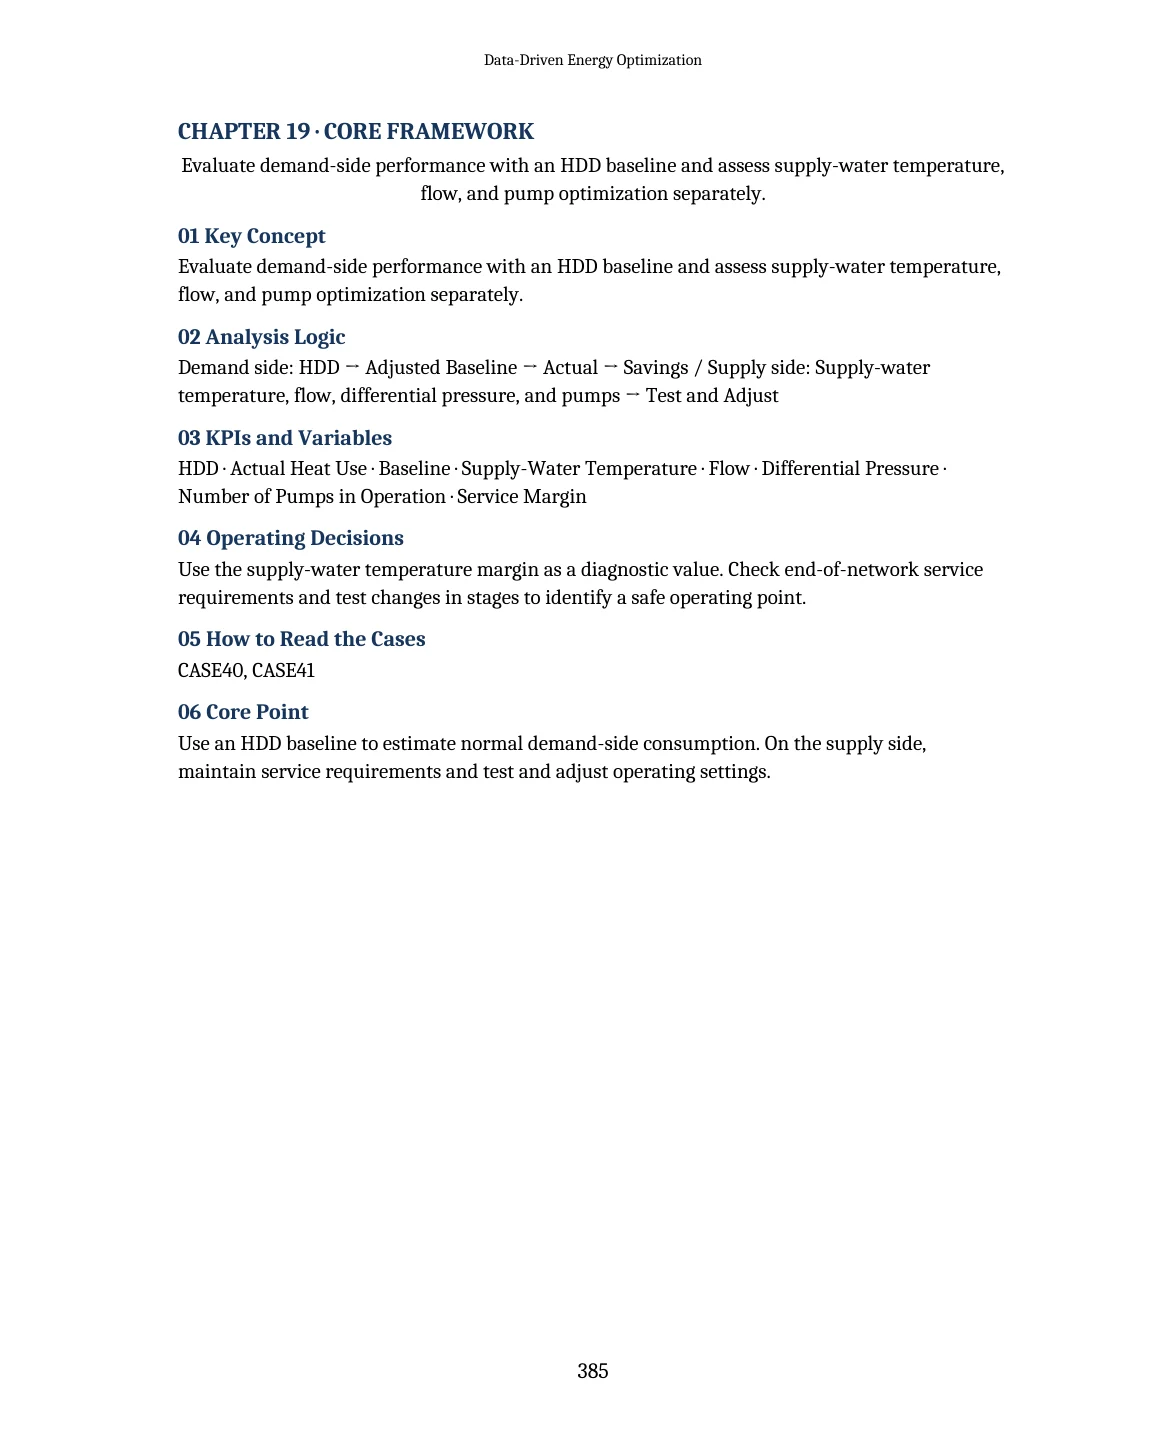 Data-Driven Energy Optimization
CHAPTER 19 · CORE FRAMEWORK
Evaluate demand-side performance with an HDD baseline and assess supply-water temperature,
flow, and pump optimization separately.
01 Key Concept
Evaluate demand-side performance with an HDD baseline and assess supply-water temperature,
flow, and pump optimization separately.
02 Analysis Logic
Demand side: HDD → Adjusted Baseline → Actual → Savings / Supply side: Supply-water
temperature, flow, differential pressure, and pumps → Test and Adjust
03 KPIs and Variables
HDD · Actual Heat Use · Baseline · Supply-Water Temperature · Flow · Differential Pressure ·
Number of Pumps in Operation · Service Margin
04 Operating Decisions
Use the supply-water temperature margin as a diagnostic value. Check end-of-network service
requirements and test changes in stages to identify a safe operating point.
05 How to Read the Cases
CASE40, CASE41
06 Core Point
Use an HDD baseline to estimate normal demand-side consumption. On the supply side,
maintain service requirements and test and adjust operating settings.
385